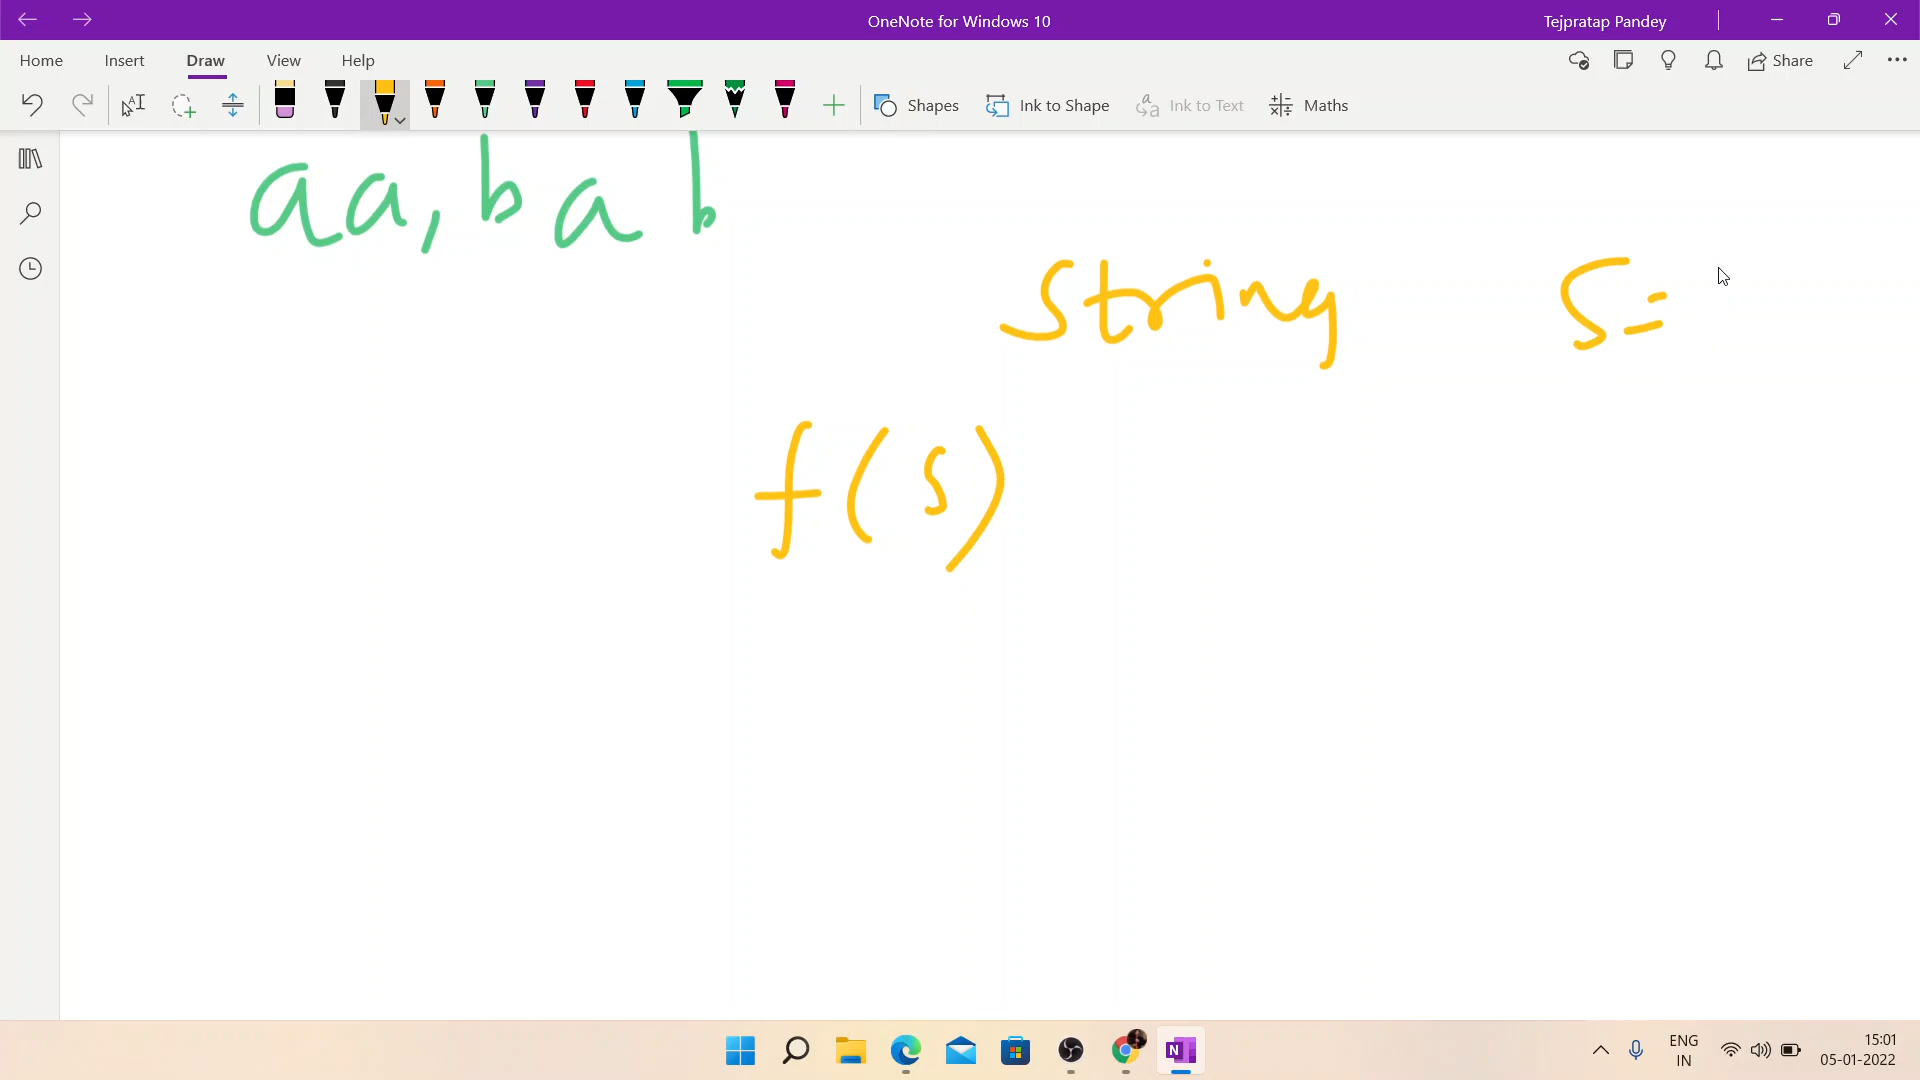 OneNote for Windows 10
Tejpratap Pandey
Home Insert Draw View Help
Share
Shapes Ink to Shape Ink to Text Maths
aa, b a b
String S=
f(s)
ENG
IN
15:01
05-01-2022